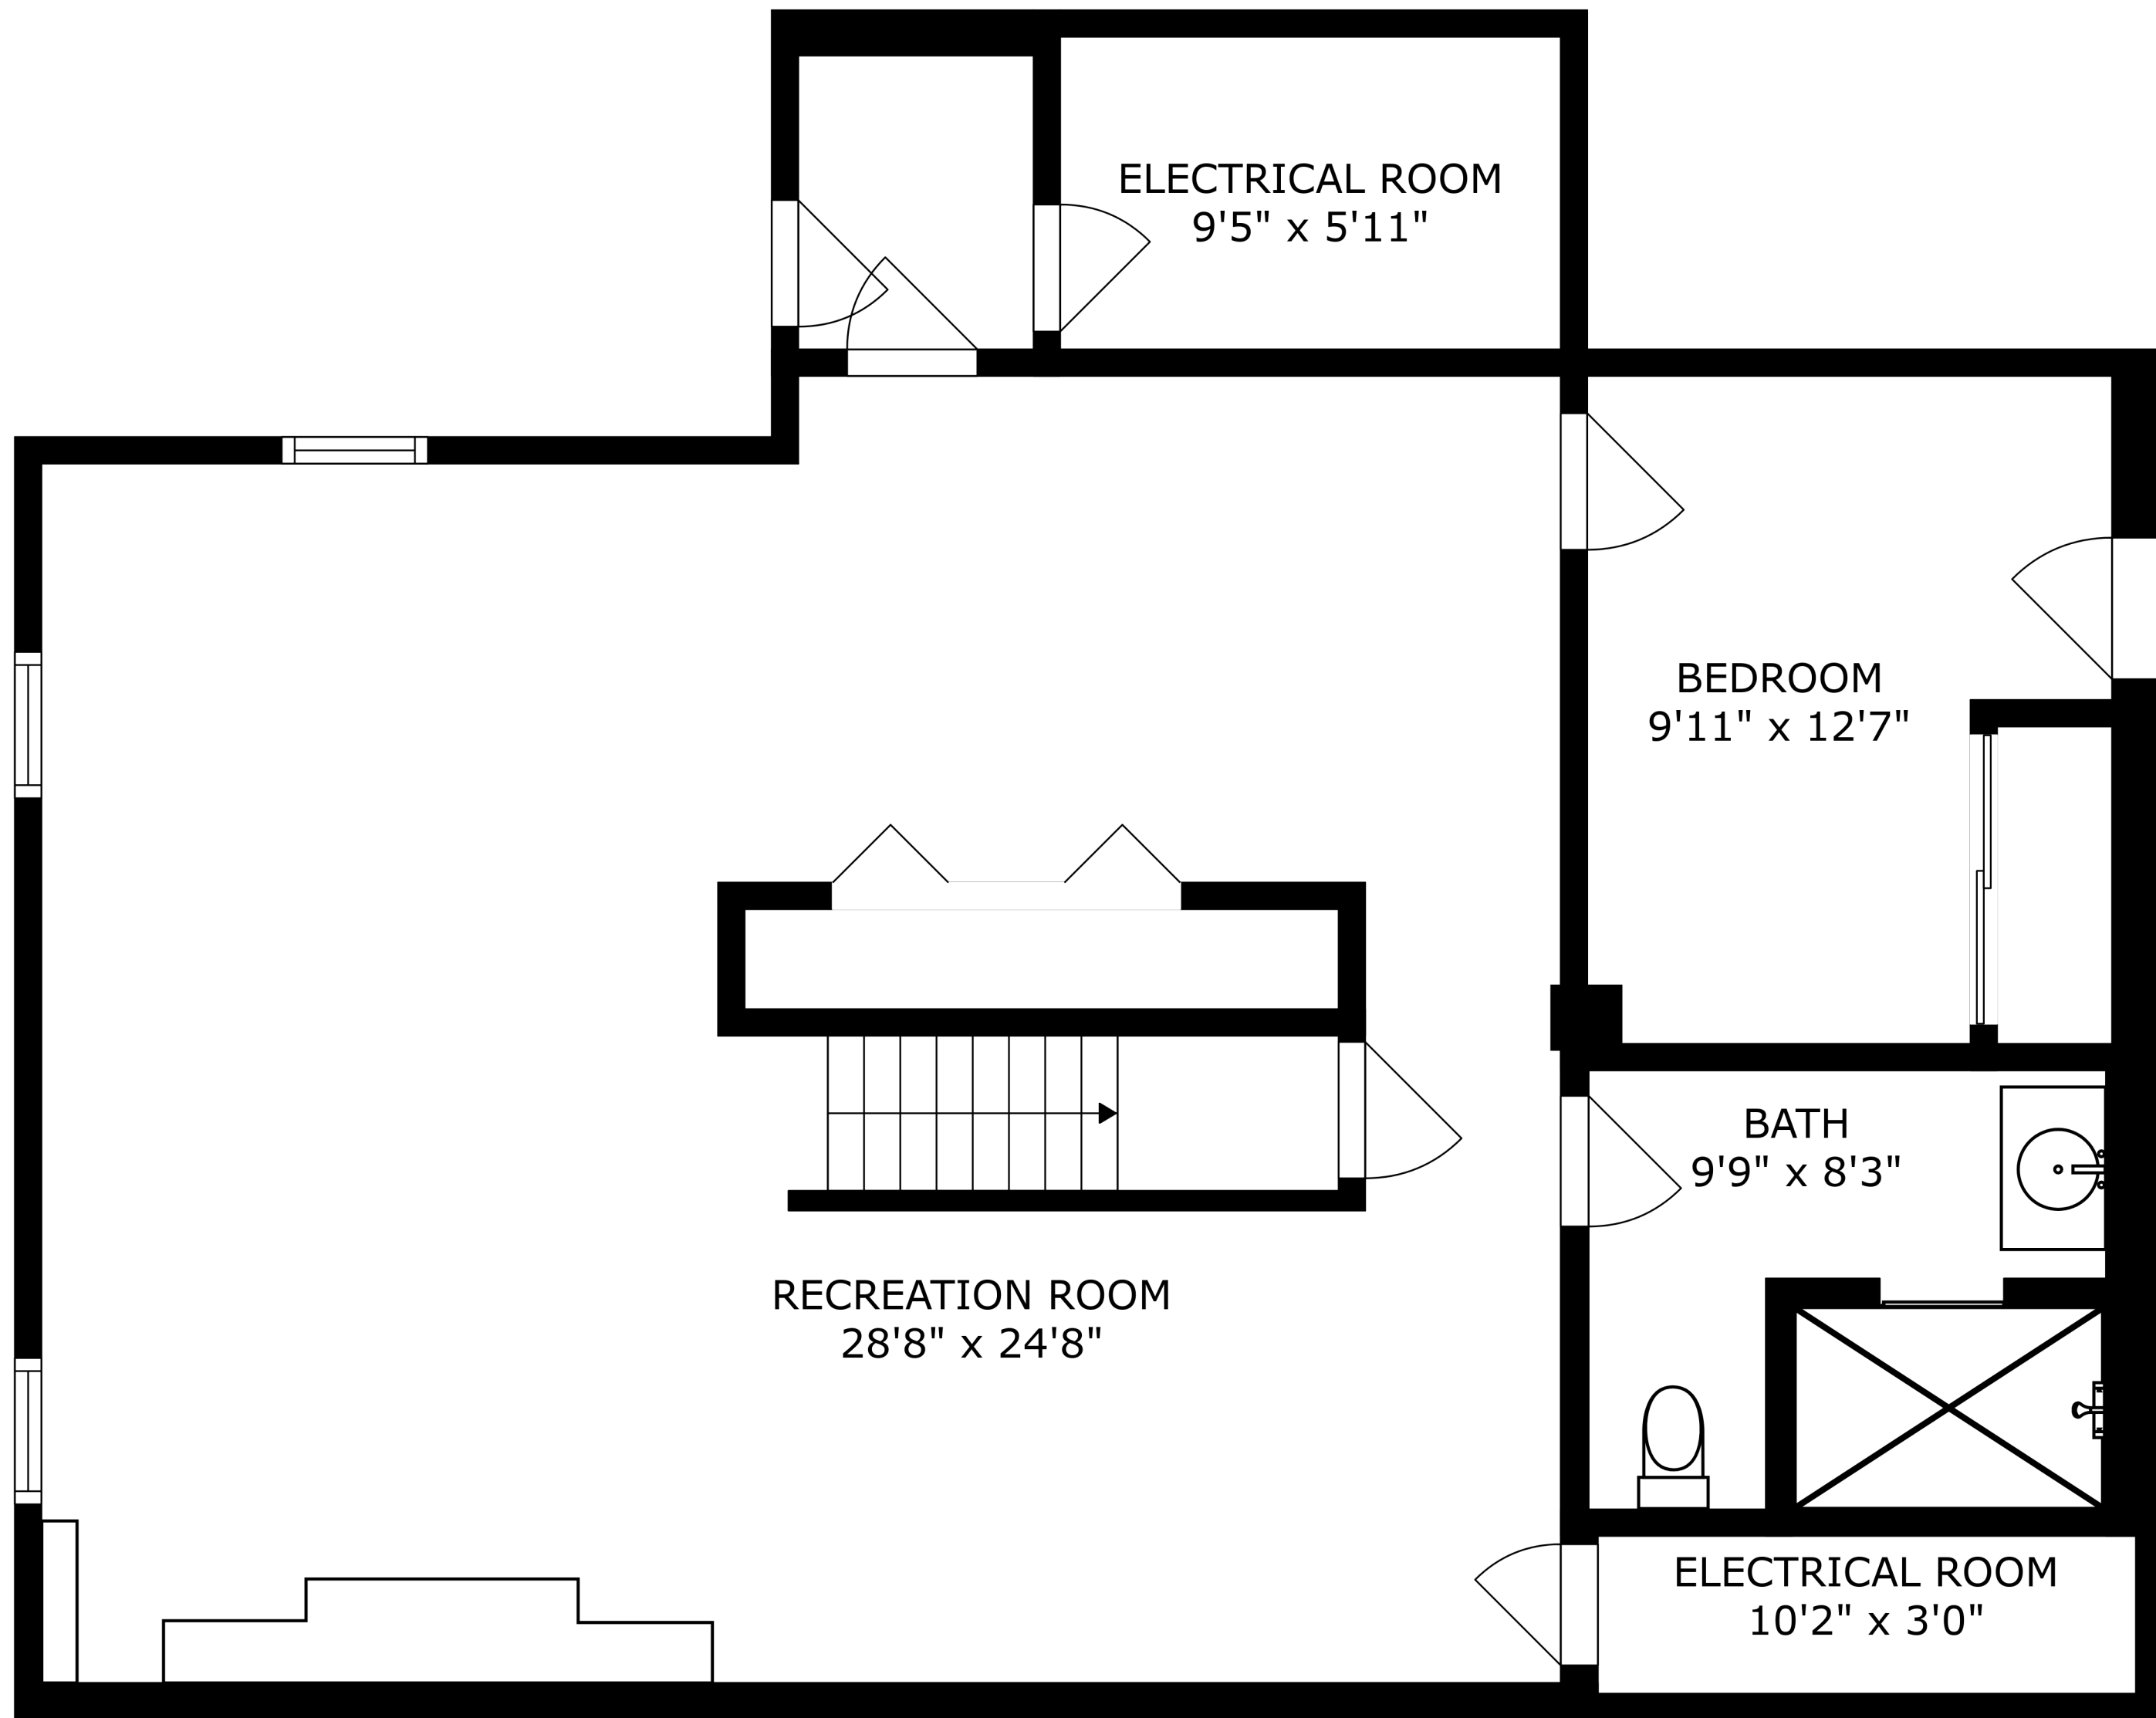 ELECTRICAL ROOM
9'5" x 5'11"
BEDROOM
9'11" x 12'7"
BATH
9'9" x 8'3"
RECREATION ROOM
28'8" x 24'8"
ELECTRICAL ROOM
10'2" x 3'0"